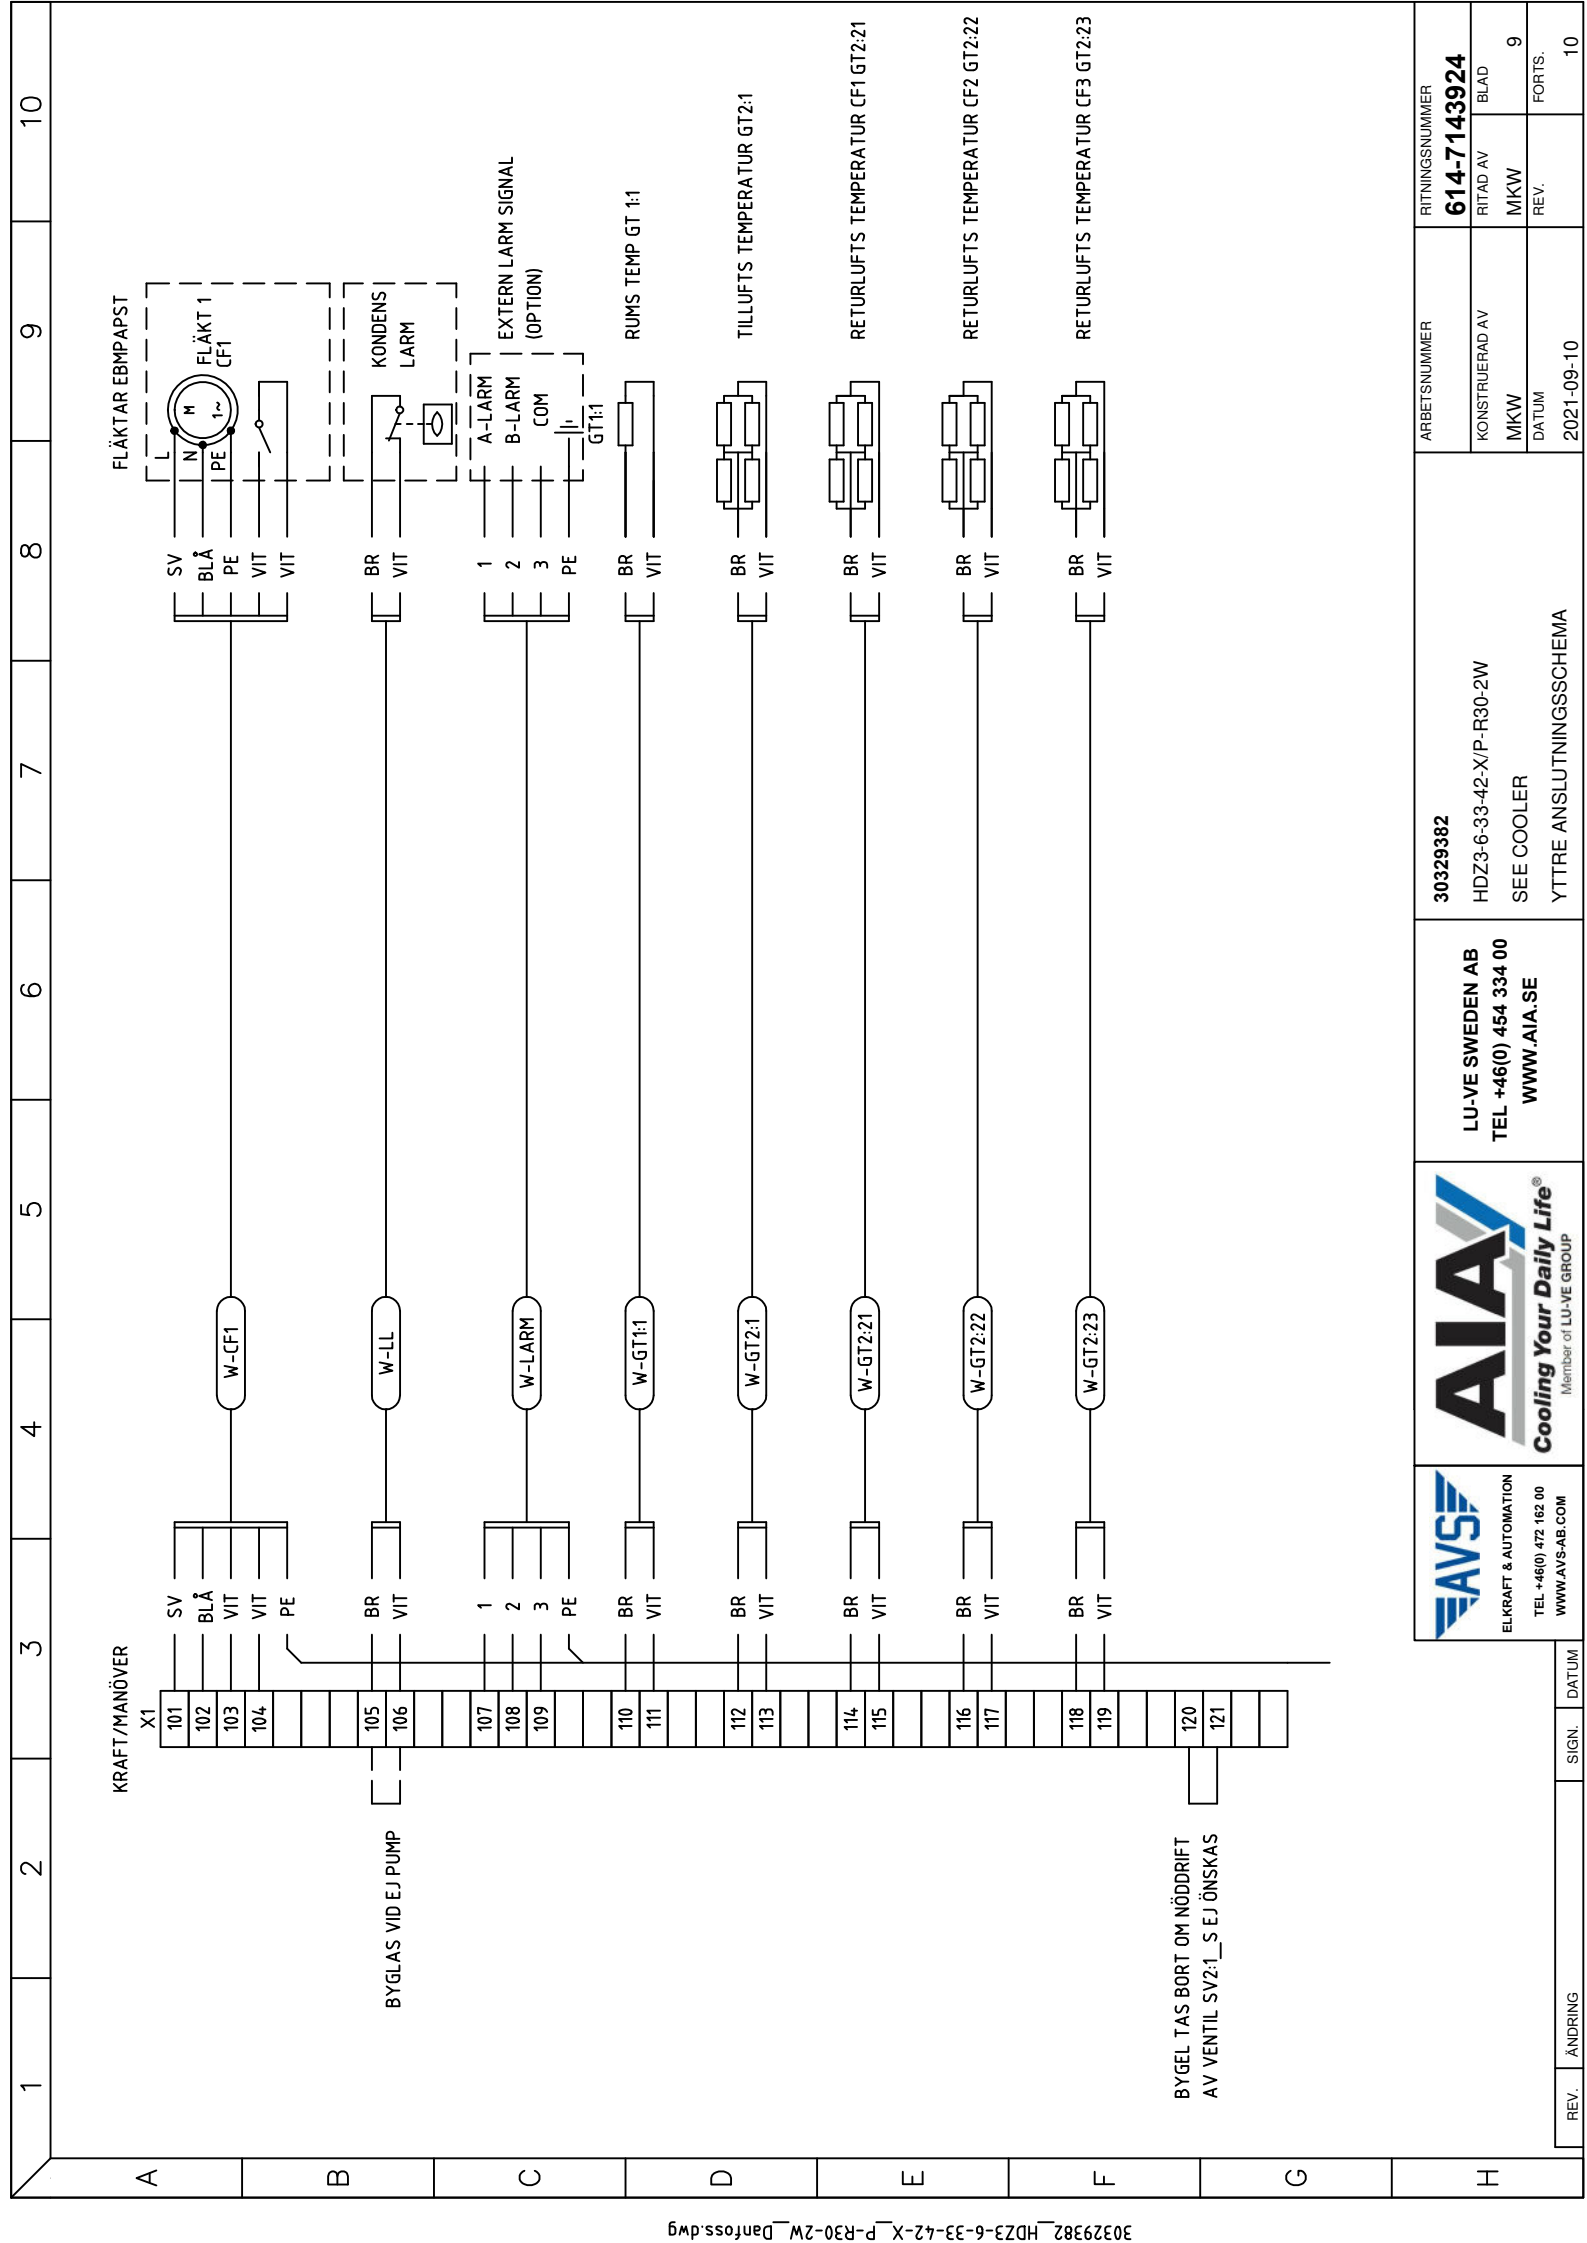 1 2 3 4 5 6 7 8 9 10
A
B
C
D
E
F
G
H
KRAFT/MANÖVER
X1
FLÄKTAR EBMPAPST
101 SV
102 BLÅ
103 VIT
104 VIT
PE
W-CF1
SV L
BLÅ N
PE PE
VIT
VIT
M
1~
FLÄKT 1
CF1
BYGLAS VID EJ PUMP
105 BR
106 VIT
W-LL
BR
VIT
KONDENS
LARM
107 1
108 2
109 3
PE
W-LARM
1 A-LARM
2 B-LARM
3 COM
PE
EXTERN LARM SIGNAL
(OPTION)
GT1:1
110 BR
111 VIT
W-GT1:1
BR
VIT
RUMS TEMP GT 1:1
112 BR
113 VIT
W-GT2:1
BR
VIT
TILLUFTS TEMPERATUR GT2:1
114 BR
115 VIT
W-GT2:21
BR
VIT
RETURLUFTS TEMPERATUR CF1 GT2:21
116 BR
117 VIT
W-GT2:22
BR
VIT
RETURLUFTS TEMPERATUR CF2 GT2:22
118 BR
119 VIT
W-GT2:23
BR
VIT
RETURLUFTS TEMPERATUR CF3 GT2:23
120
121
BYGEL TAS BORT OM NÖDDRIFT
AV VENTIL SV2:1_S EJ ÖNSKAS
REV. ÄNDRING SIGN. DATUM
AVS
ELKRAFT & AUTOMATION
TEL +46(0) 472 162 00
WWW.AVS-AB.COM
AIA
Cooling Your Daily Life®
Member of LU-VE GROUP
LU-VE SWEDEN AB
TEL +46(0) 454 334 00
WWW.AIA.SE
30329382
HDZ3-6-33-42-X/P-R30-2W
SEE COOLER
YTTRE ANSLUTNINGSSCHEMA
ARBETSNUMMER
KONSTRUERAD AV
MKW
DATUM
2021-09-10
RITNINGSNUMMER
614-7143924
RITAD AV
MKW
BLAD
9
REV.
FORTS.
10
30329382_HDZ3-6-33-42-X_P-R30-2W_Danfoss.dwg